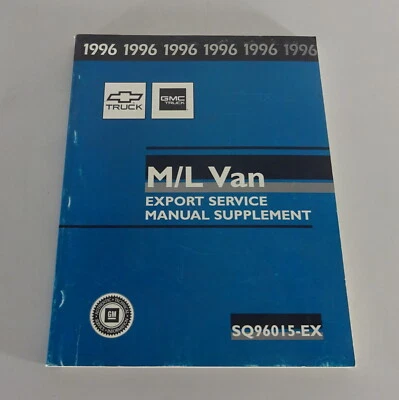 1996 1996 1996 1996 1996 1996
TRUCK
GMC
TRUCK
M/L Van
EXPORT SERVICE
MANUAL SUPPLEMENT
GM
SQ96015-EX